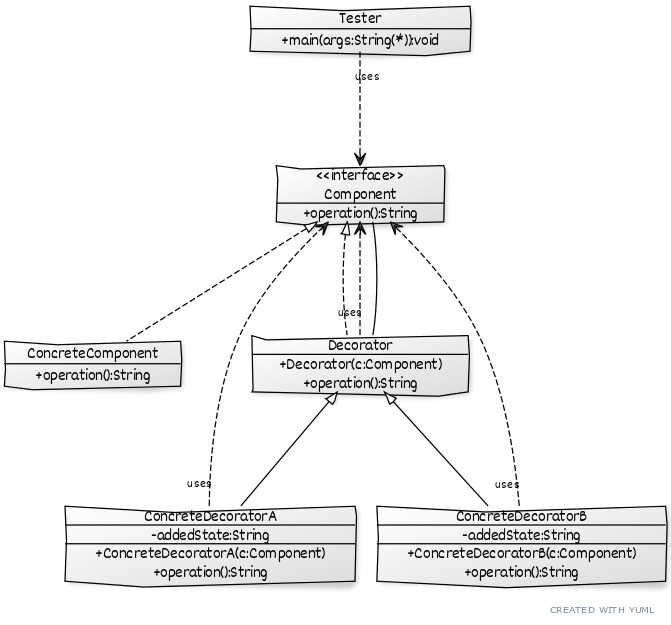 Tester
+main(args:String(*)):void
uses
<<interface>>
Component
+operation():String
uses
ConcreteComponent
+operation():String
Decorator
+Decorator(c:Component)
+operation():String
uses
uses
ConcreteDecoratorA
-addedState:String
+ConcreteDecoratorA(c:Component)
+operation():String
ConcreteDecoratorB
-addedState:String
+ConcreteDecoratorB(c:Component)
+operation():String
CREATED WITH YUML